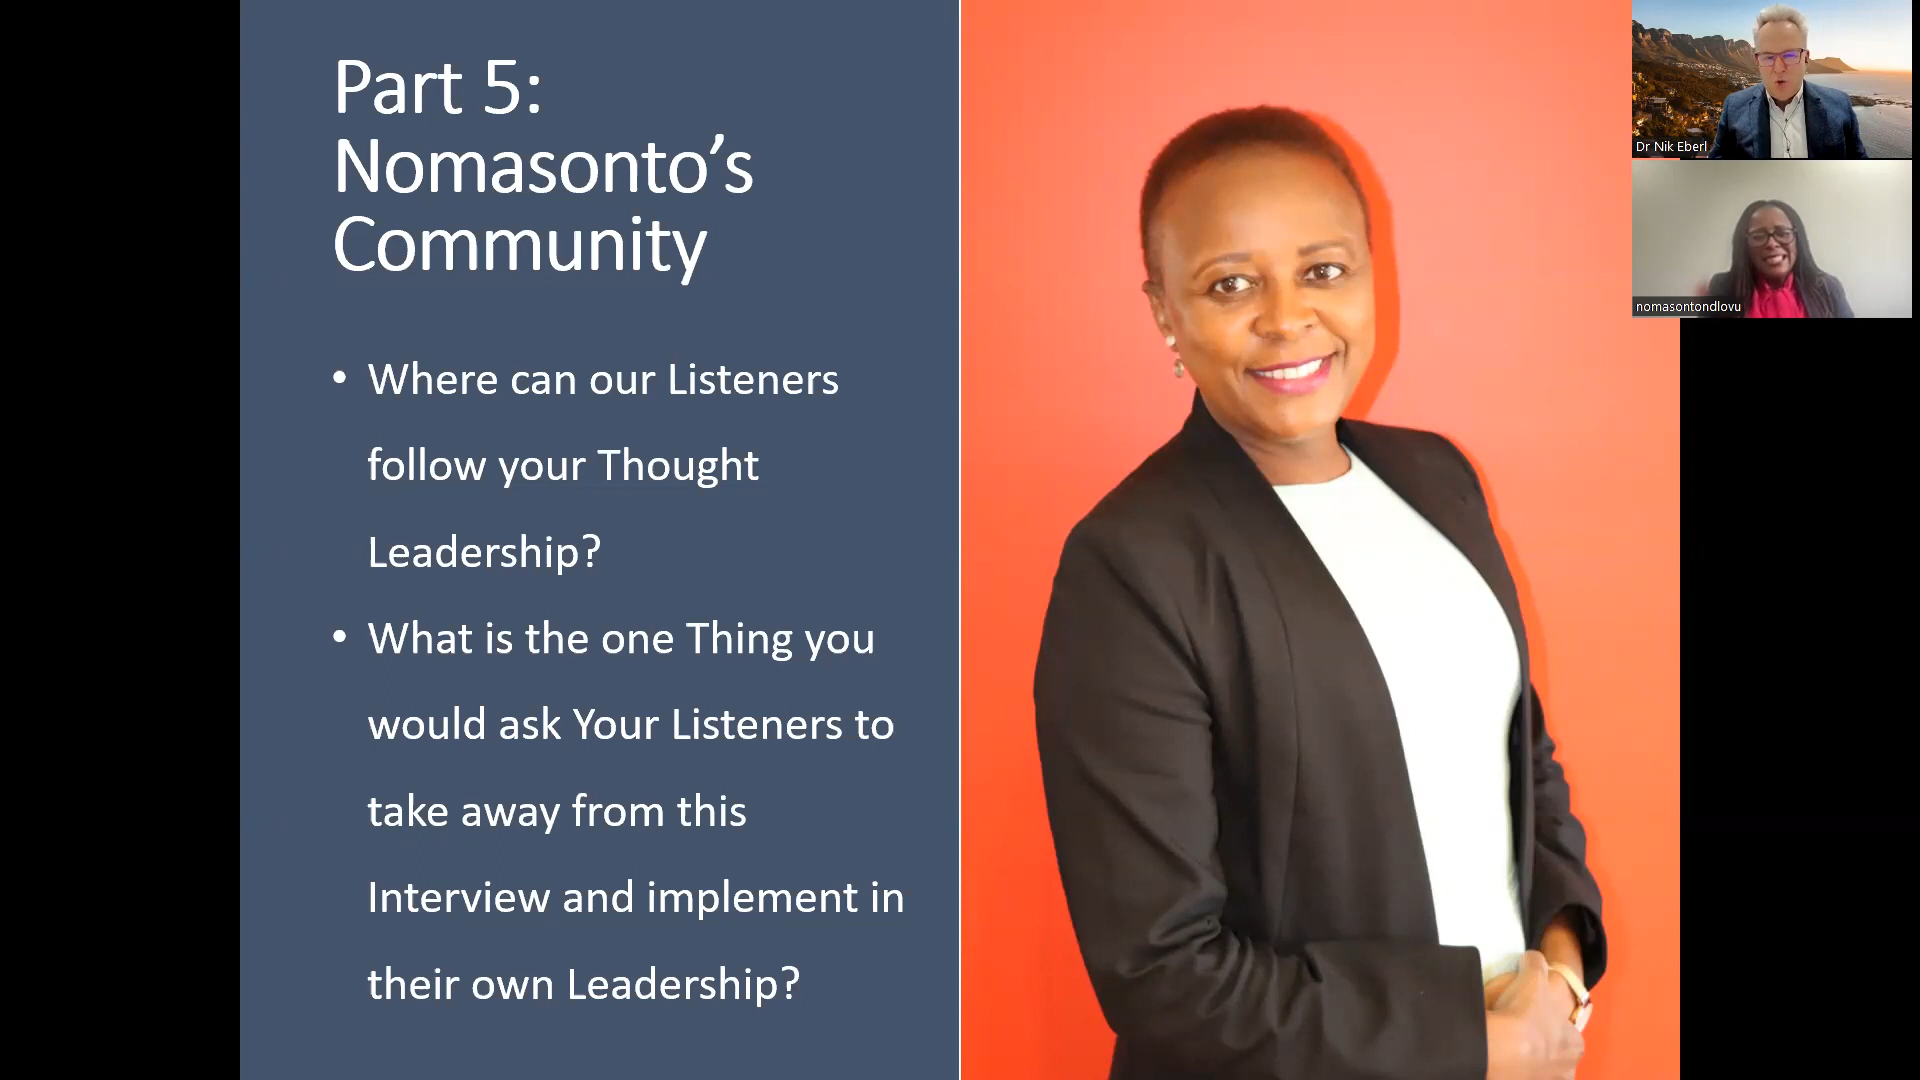 Part 5:
Nomasonto’s
Community
• Where can our Listeners
follow your Thought
Leadership?
• What is the one Thing you
would ask Your Listeners to
take away from this
Interview and implement in
their own Leadership?
Dr Nik Eberl
nomasontondlovu